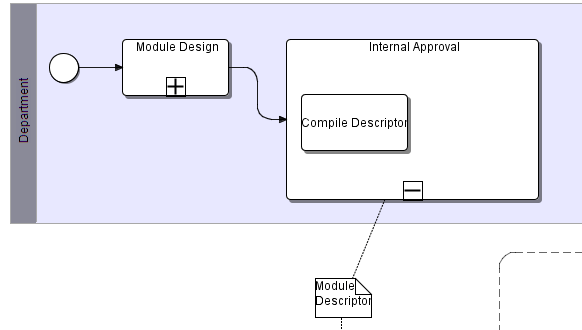 Department
Module Design
Internal Approval
Compile Descriptor
Module
Descriptor